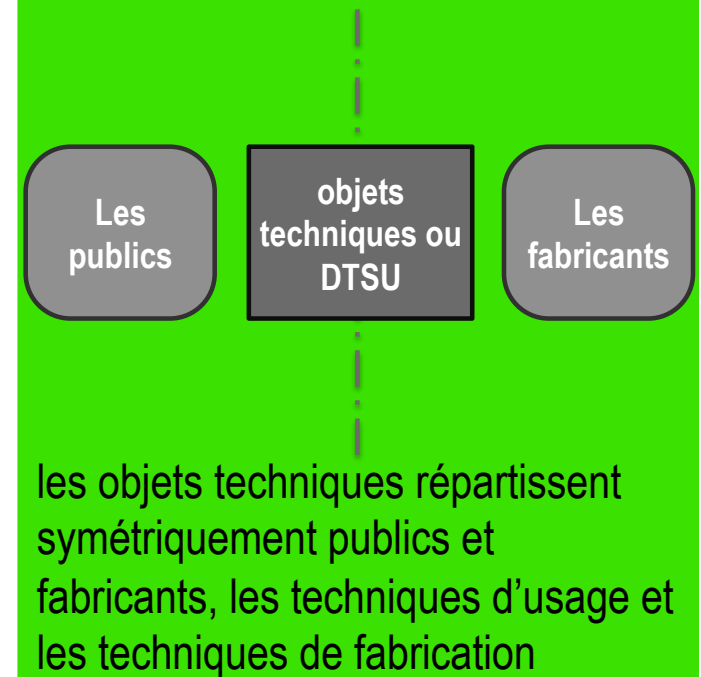 Les
publics
objets
techniques ou
DTSU
Les
fabricants
les objets techniques répartissent
symétriquement publics et
fabricants, les techniques d’usage et
les techniques de fabrication